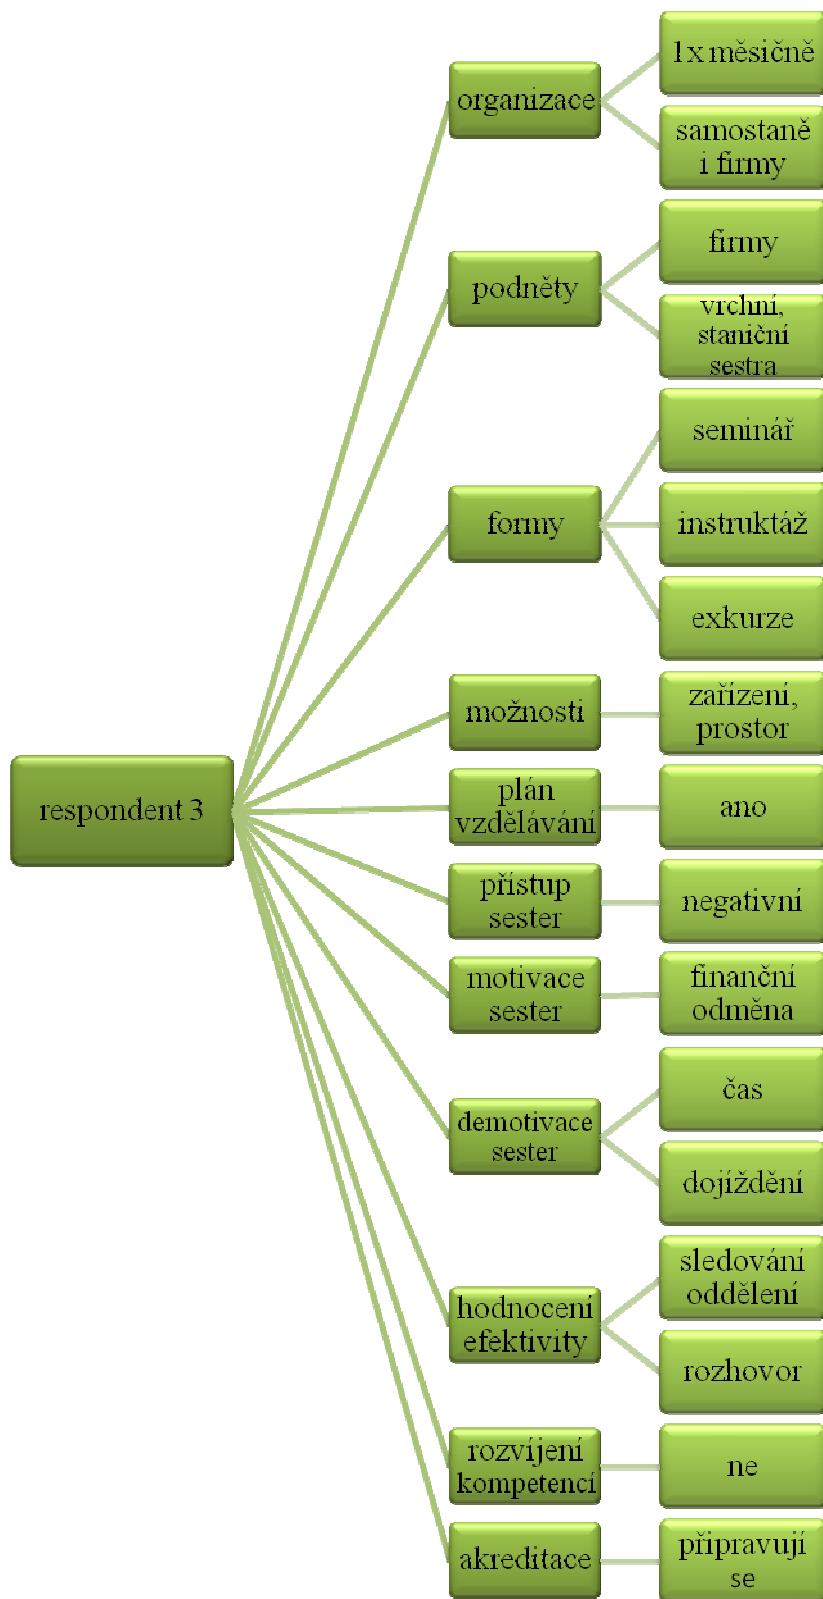 respondent 3
organizace
1x měsíčně
samostaně
i firmy
podněty
firmy
vrchní,
staniční
sestra
formy
seminář
instruktáž
exkurze
možnosti
zařízení,
prostor
plán
vzdělávání
ano
přístup
sester
negativní
motivace
sester
finanční
odměna
demotivace
sester
čas
dojíždění
hodnocení
efektivity
sledování
oddělení
rozhovor
rozvíjení
kompetencí
ne
akreditace
připravují
se